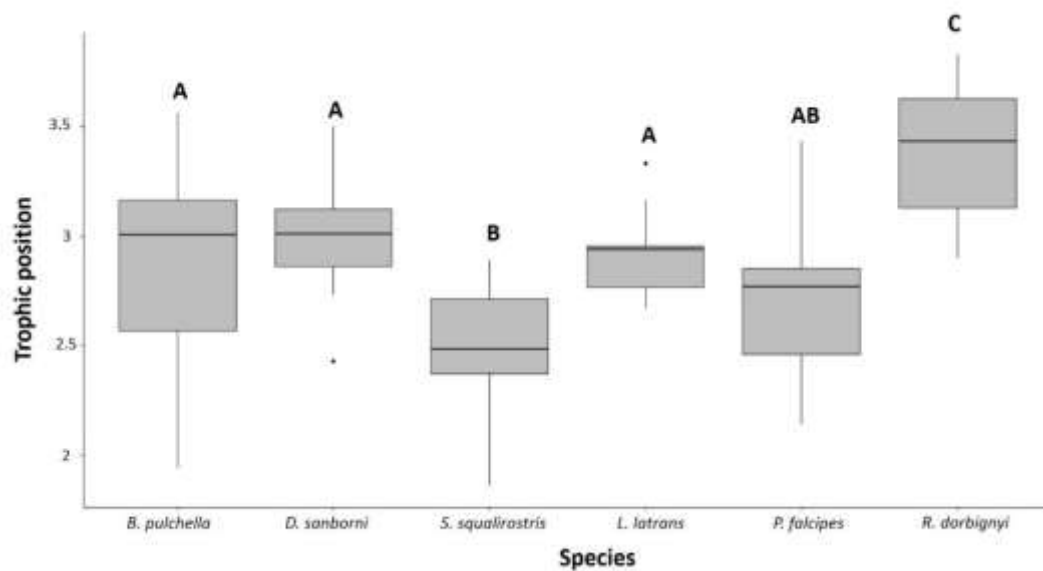 C
A
A
AB
A
B
3.5
3
2.5
2
Trophic position
B. pulchella D. sanborni S. squalirostris L. latrans P. falcipes R. dorbignyi
Species